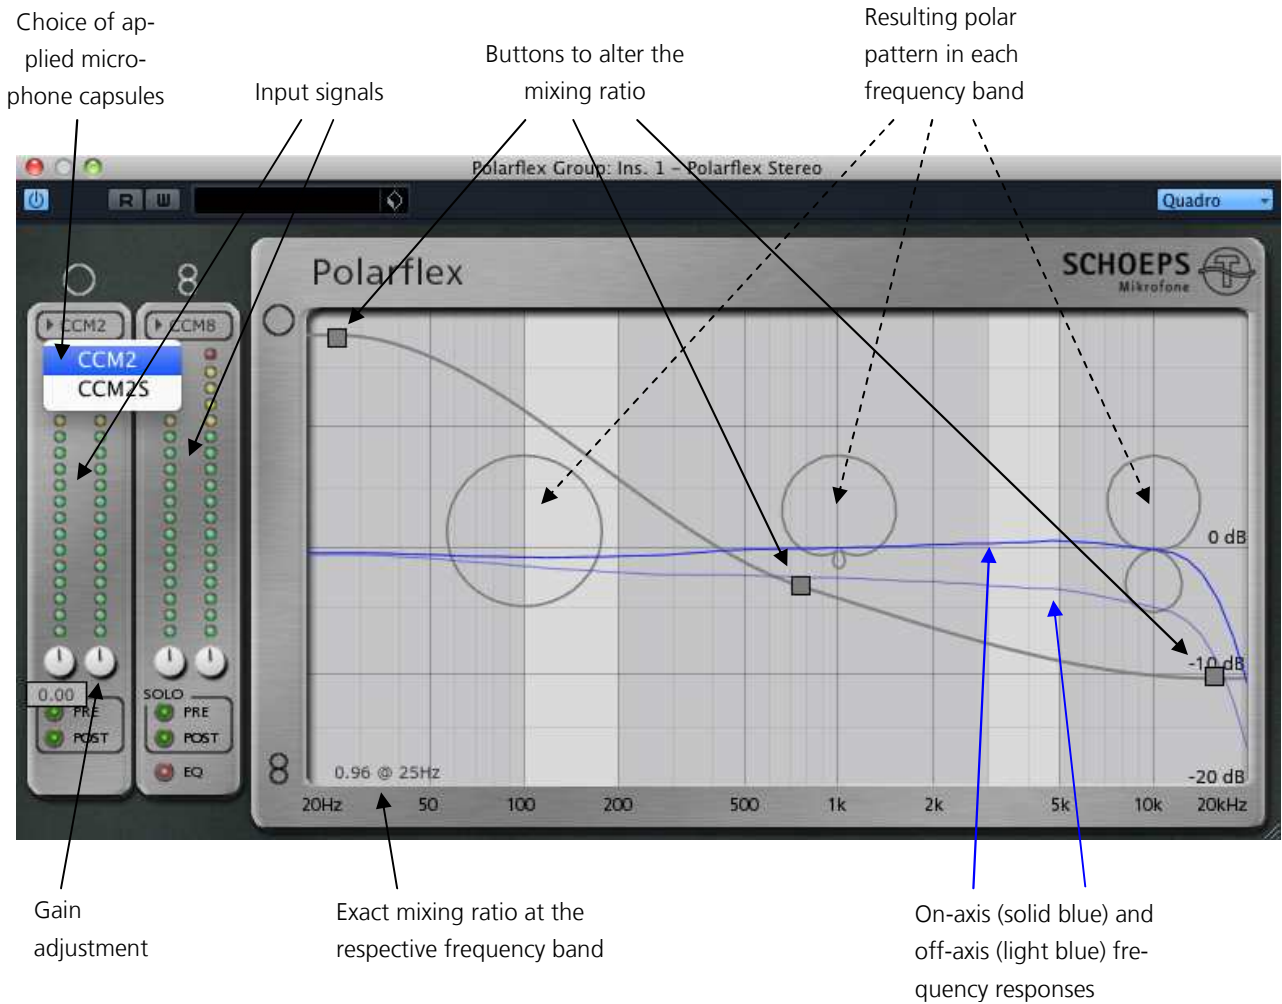 Choice of ap-
plied micro-
phone capsules
Input signals
Buttons to alter the
mixing ratio
Resulting polar
pattern in each
frequency band
Polarflex Group: Ins. 1 – Polarflex Stereo
R W
Quadro
8
Polarflex
SCHOEPS
Mikrofone
CCM2
CCM8
CCM2
CCM2S
0 dB
-10 dB
0.00
SOLO
PRE
PRE
POST
POST
EQ
8
0.96 @ 25Hz
-20 dB
20Hz 50 100 200 500 1k 2k 5k 10k 20kHz
Gain
adjustment
Exact mixing ratio at the
respective frequency band
On-axis (solid blue) and
off-axis (light blue) fre-
quency responses